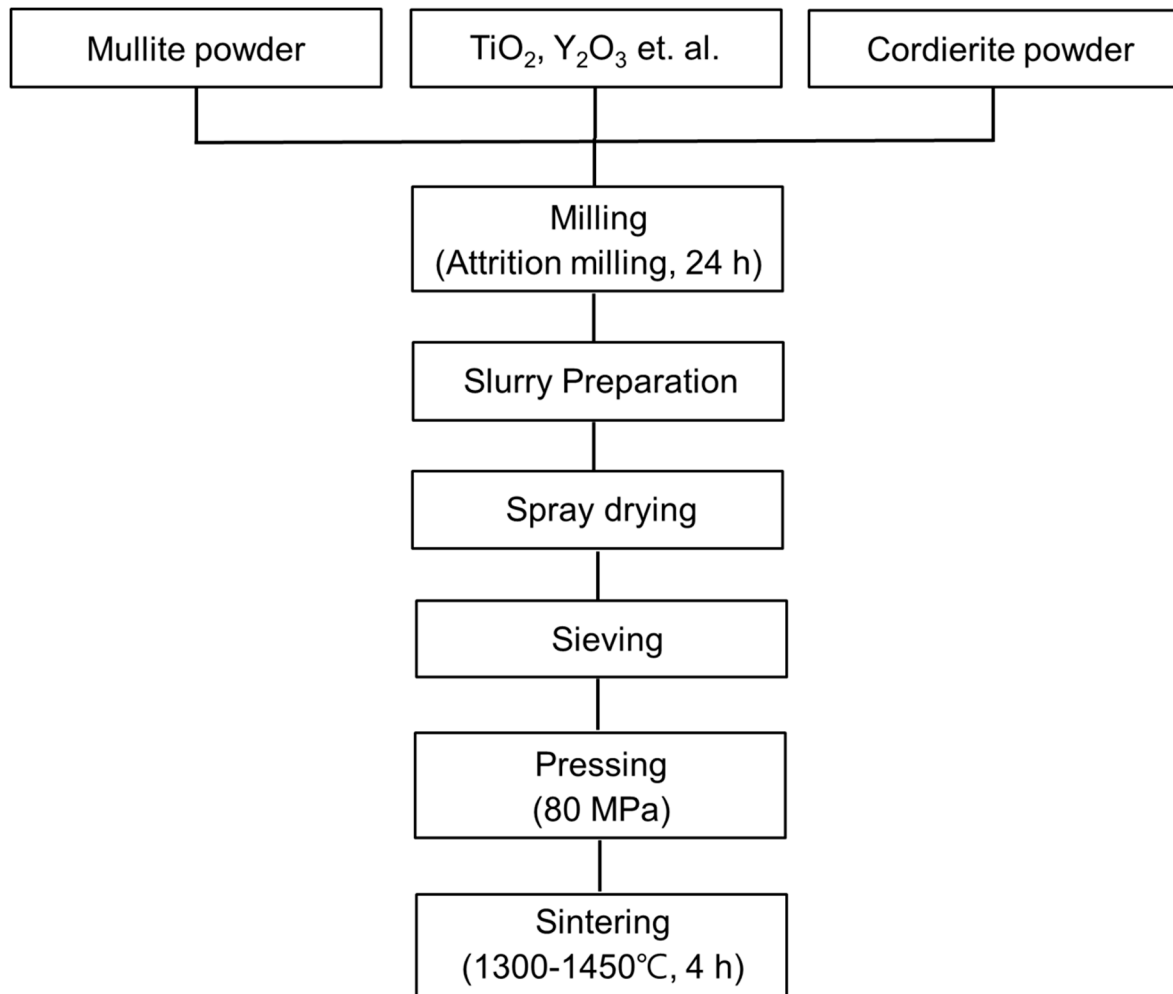 Mullite powder
TiO₂, Y₂O₃ et. al.
Cordierite powder
Milling
(Attrition milling, 24 h)
Slurry Preparation
Spray drying
Sieving
Pressing
(80 MPa)
Sintering
(1300-1450℃, 4 h)